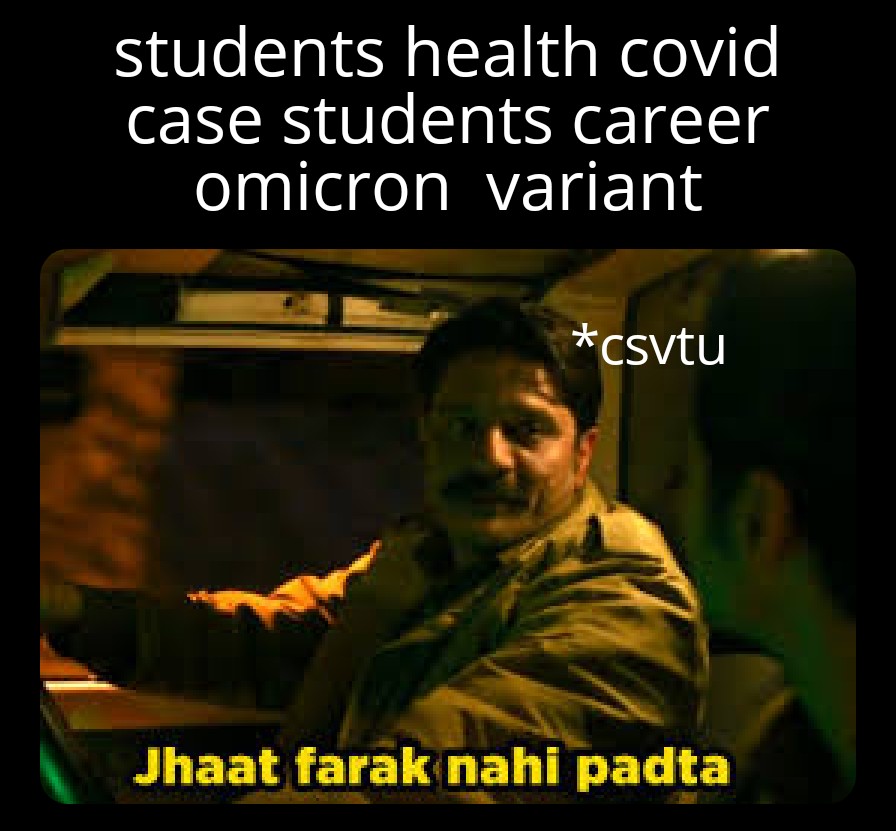 students health covid
case students career
omicron  variant
*csvtu
Jhaat farak nahi padta